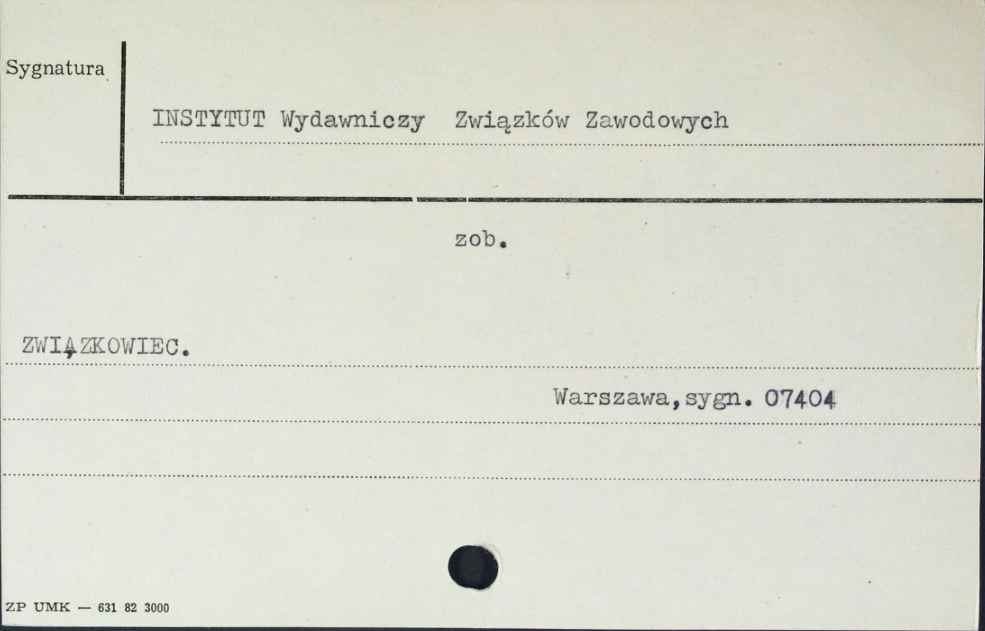 Sygnatura
INSTYTUT Wydawniczy Związków Zawodowych
zob.
ZWIĄZKOWIEC.
Warszawa,sygn. 07404
ZP UMK — 631 82 3000